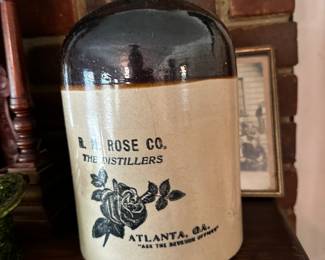 R. M. ROSE CO.
THE DISTILLERS
ATLANTA, GA.
"ASK THE REVENUE OFFICER"